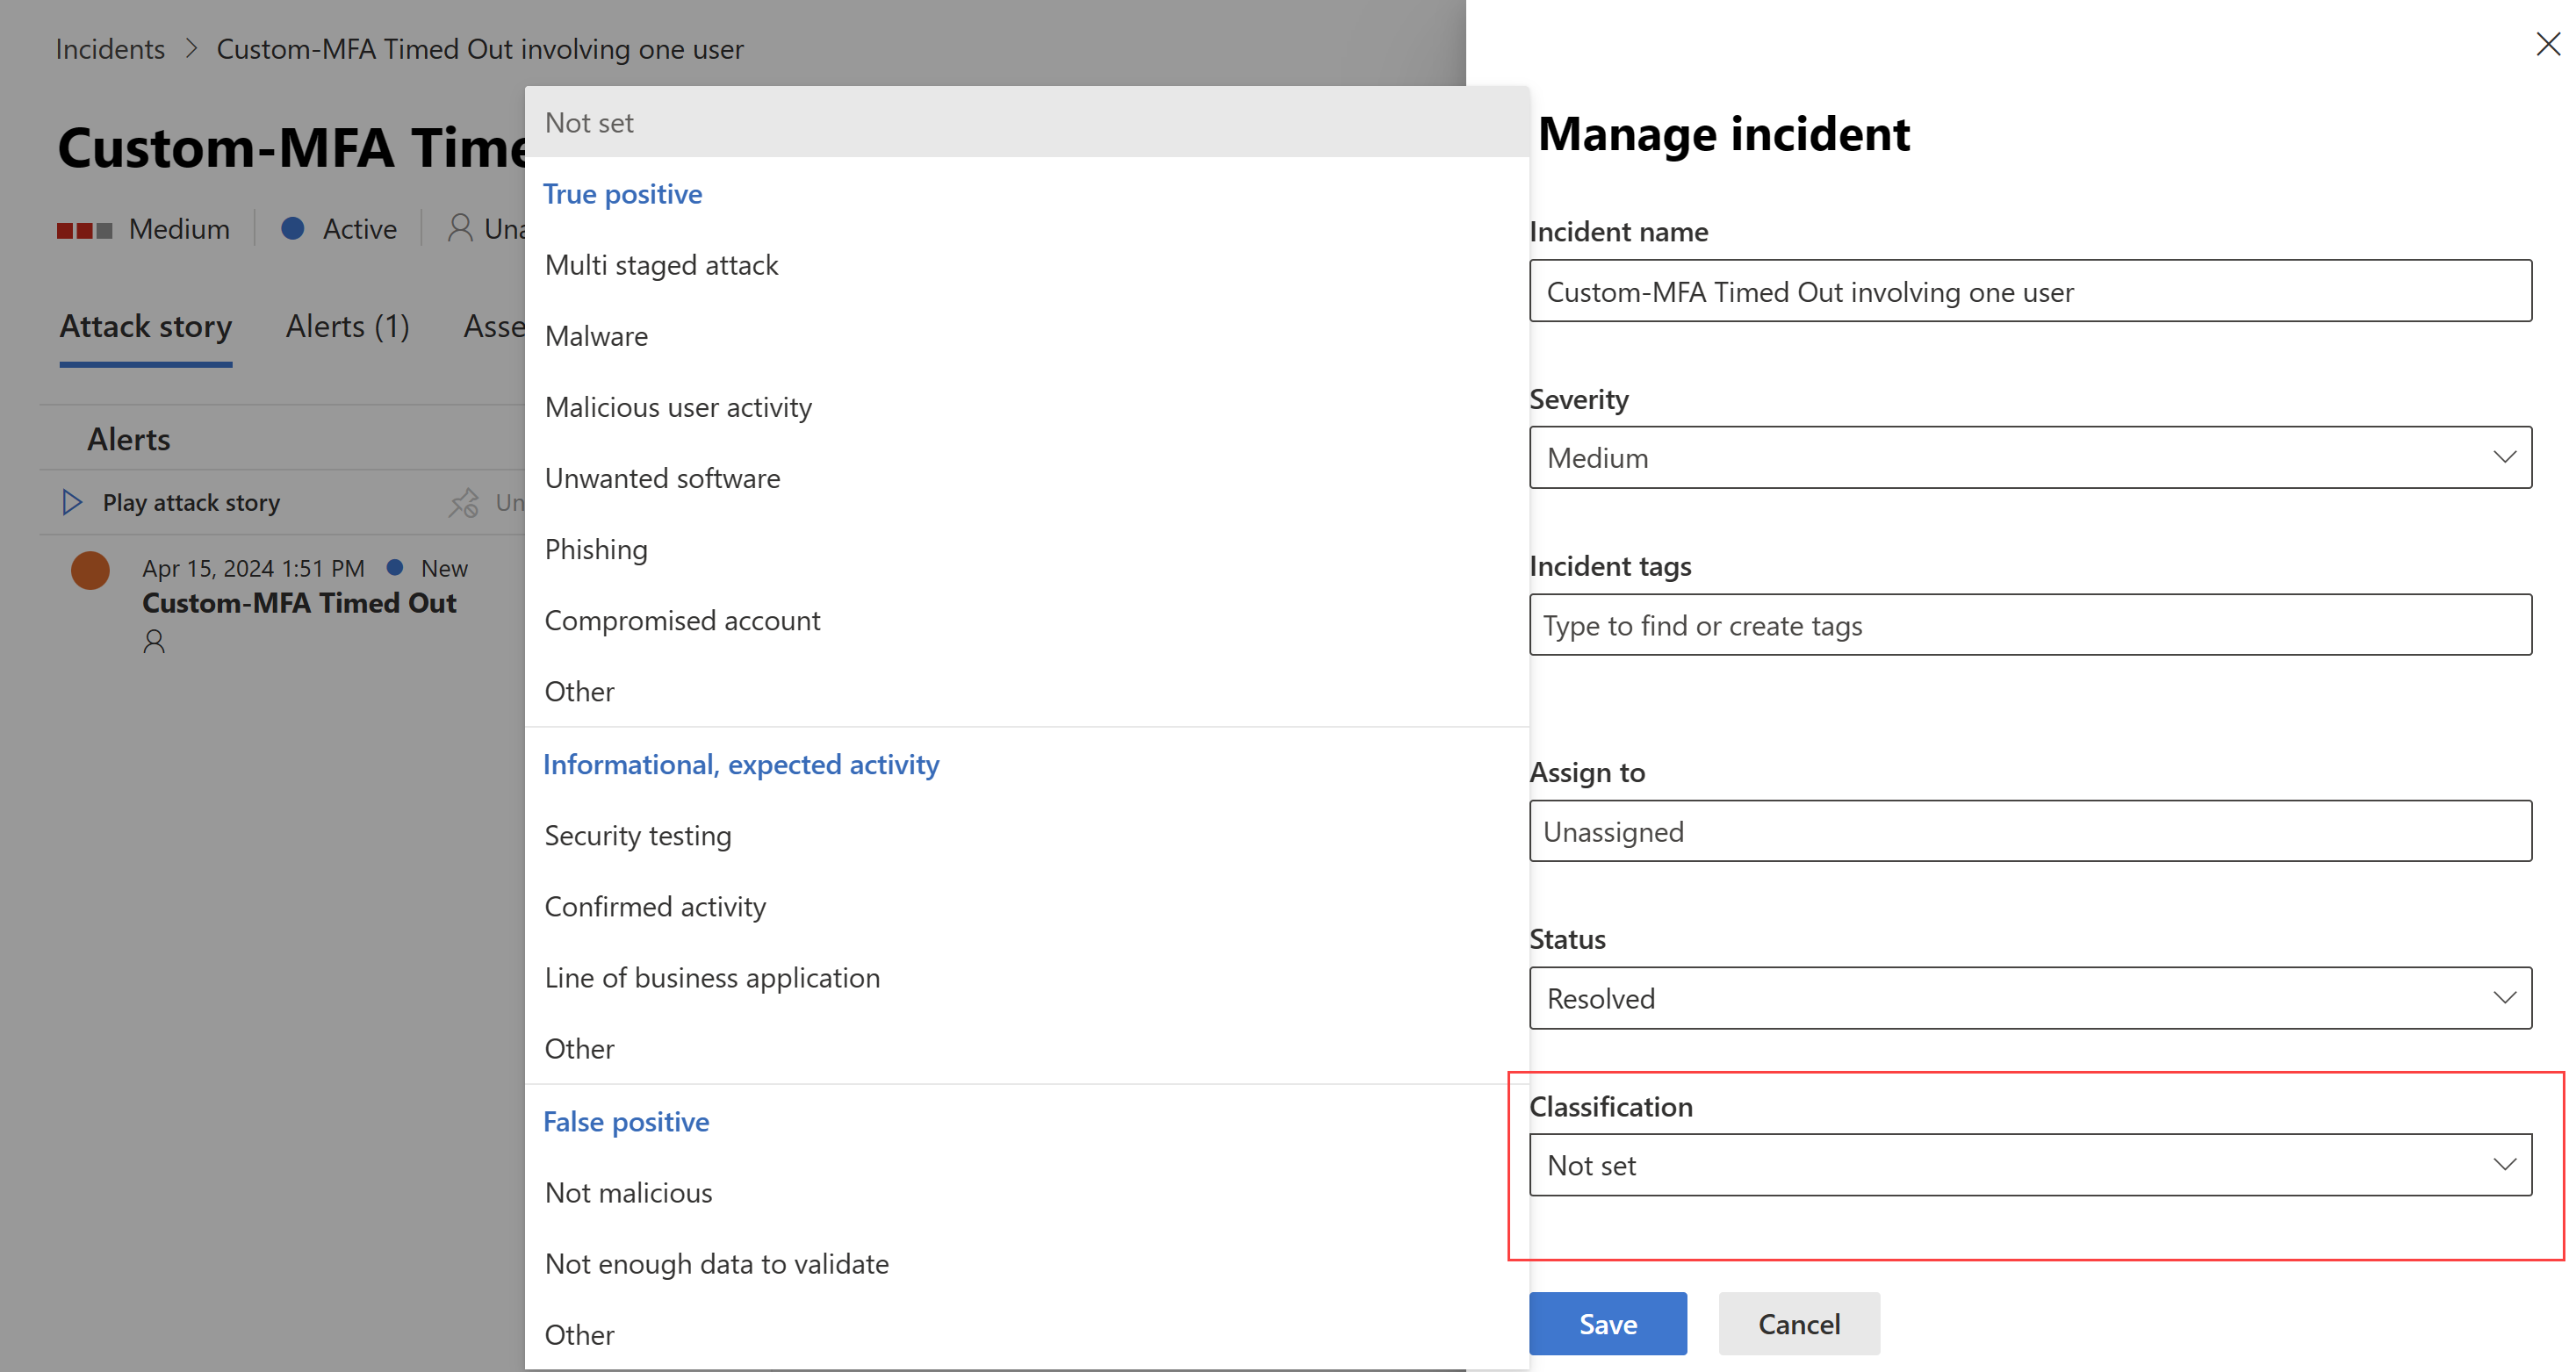 Incidents > Custom-MFA Timed Out involving one user
Custom-MFA Time
Medium
Active
Una
Attack story
Alerts (1)
Asse
Alerts
Play attack story
Un
Apr 15, 2024 1:51 PM
New
Custom-MFA Timed Out
Not set
True positive
Multi staged attack
Malware
Malicious user activity
Unwanted software
Phishing
Compromised account
Other
Informational, expected activity
Security testing
Confirmed activity
Line of business application
Other
False positive
Not malicious
Not enough data to validate
Other
Manage incident
Incident name
Custom-MFA Timed Out involving one user
Severity
Medium
Incident tags
Type to find or create tags
Assign to
Unassigned
Status
Resolved
Classification
Not set
Save
Cancel